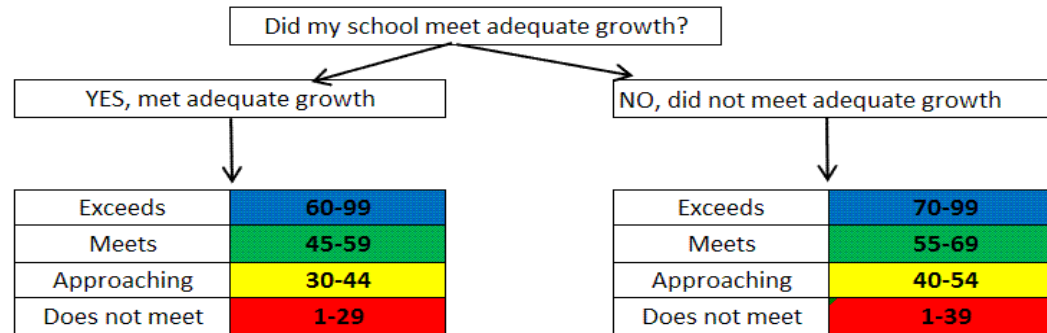 Did my school meet adequate growth?
YES, met adequate growth
NO, did not meet adequate growth
Exceeds 60-99
Meets 45-59
Approaching 30-44
Does not meet 1-29
Exceeds 70-99
Meets 55-69
Approaching 40-54
Does not meet 1-39